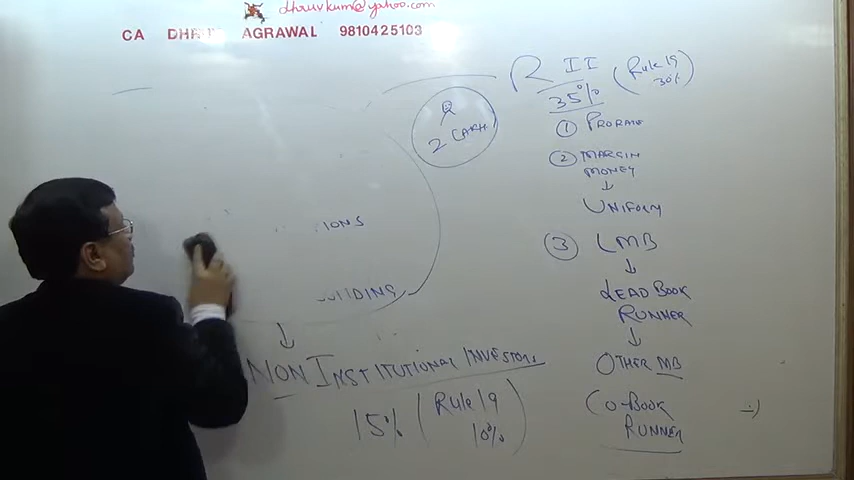 dhruvkum@yahoo.com
CA DHRUV AGRAWAL 9810425103
R II (Rule 19
30%)
35%
2 CARH.
① PRORATE
② MARGIN
MONEY
↓
UNIFORM
③ LMB
↓
LEAD BOOK
RUNNER
↓
OTHER MB
CO-BOOK
RUNNER
IONS
UILDING
↓
NON INSTITUTIONAL INVESTORS
15% (Rule 19
10%)